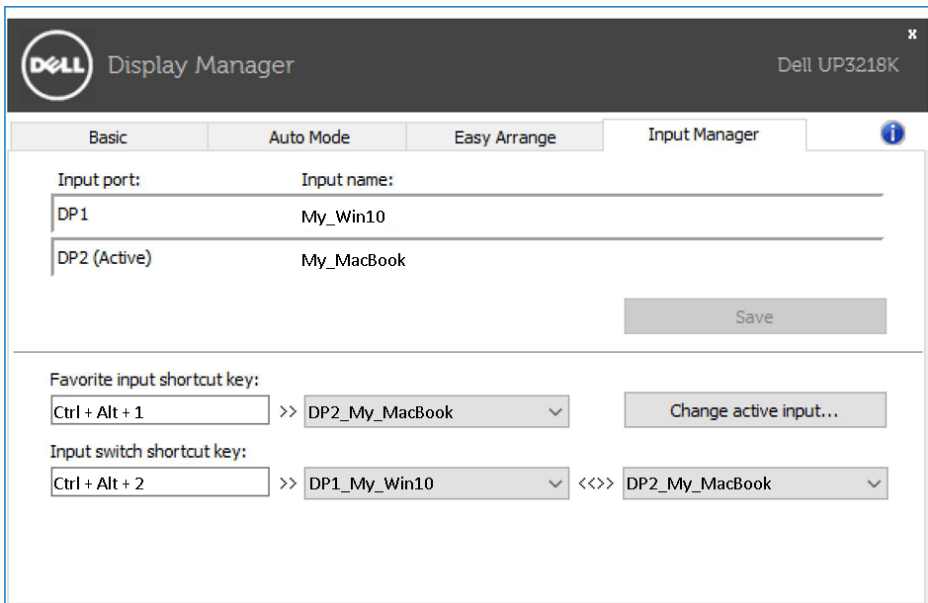 x
DELL Display Manager Dell UP3218K
Basic Auto Mode Easy Arrange Input Manager i
Input port: Input name:
DP1 My_Win10
DP2 (Active) My_MacBook
Save
Favorite input shortcut key:
Ctrl + Alt + 1 >> DP2_My_MacBook Change active input...
Input switch shortcut key:
Ctrl + Alt + 2 >> DP1_My_Win10 <<>> DP2_My_MacBook